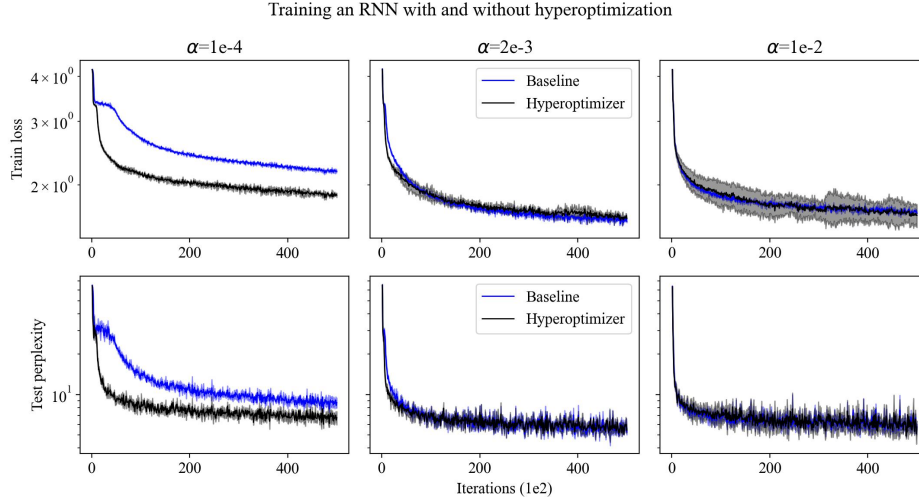 Training an RNN with and without hyperoptimization
α=1e-4
α=2e-3
α=1e-2
Train loss
4 × 10⁰
3 × 10⁰
2 × 10⁰
Baseline
Hyperoptimizer
0 200 400
0 200 400
0 200 400
Test perplexity
10¹
Baseline
Hyperoptimizer
0 200 400
0 200 400
0 200 400
Iterations (1e2)